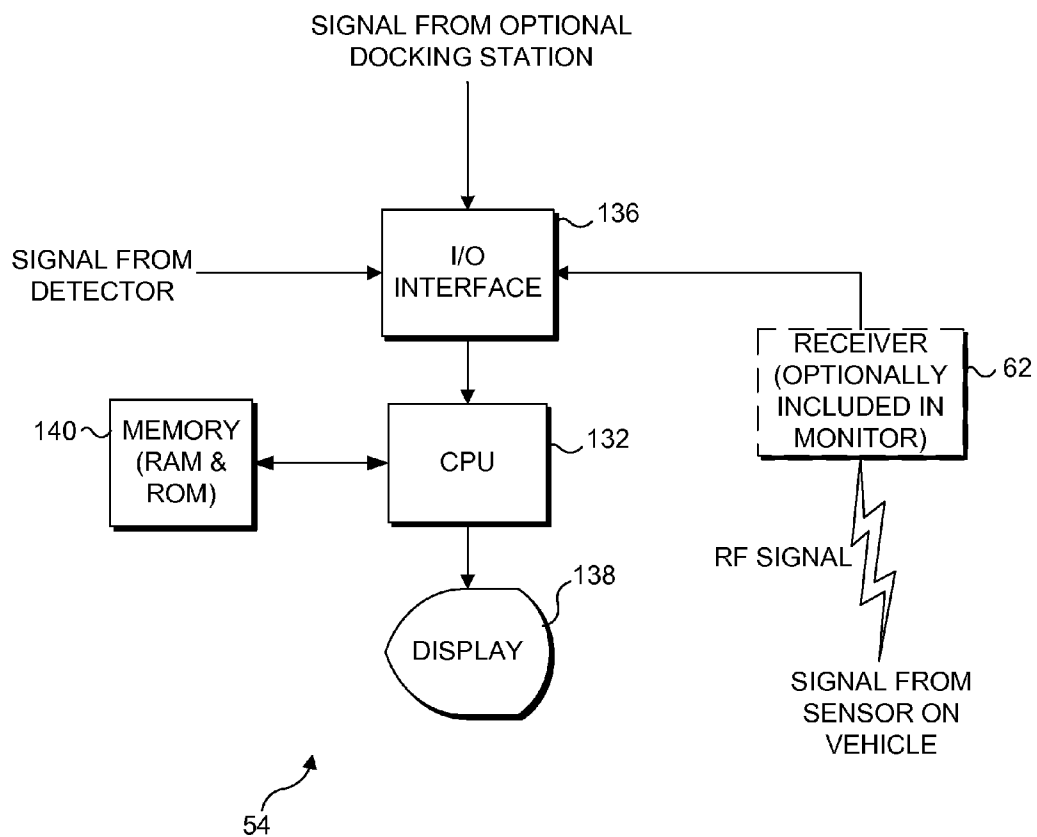 SIGNAL FROM OPTIONAL
DOCKING STATION
136
I/O
INTERFACE
SIGNAL FROM
DETECTOR
RECEIVER
(OPTIONALLY
INCLUDED IN
MONITOR)
62
140
MEMORY
(RAM &
ROM)
CPU
132
RF SIGNAL
138
DISPLAY
SIGNAL FROM
SENSOR ON
VEHICLE
54